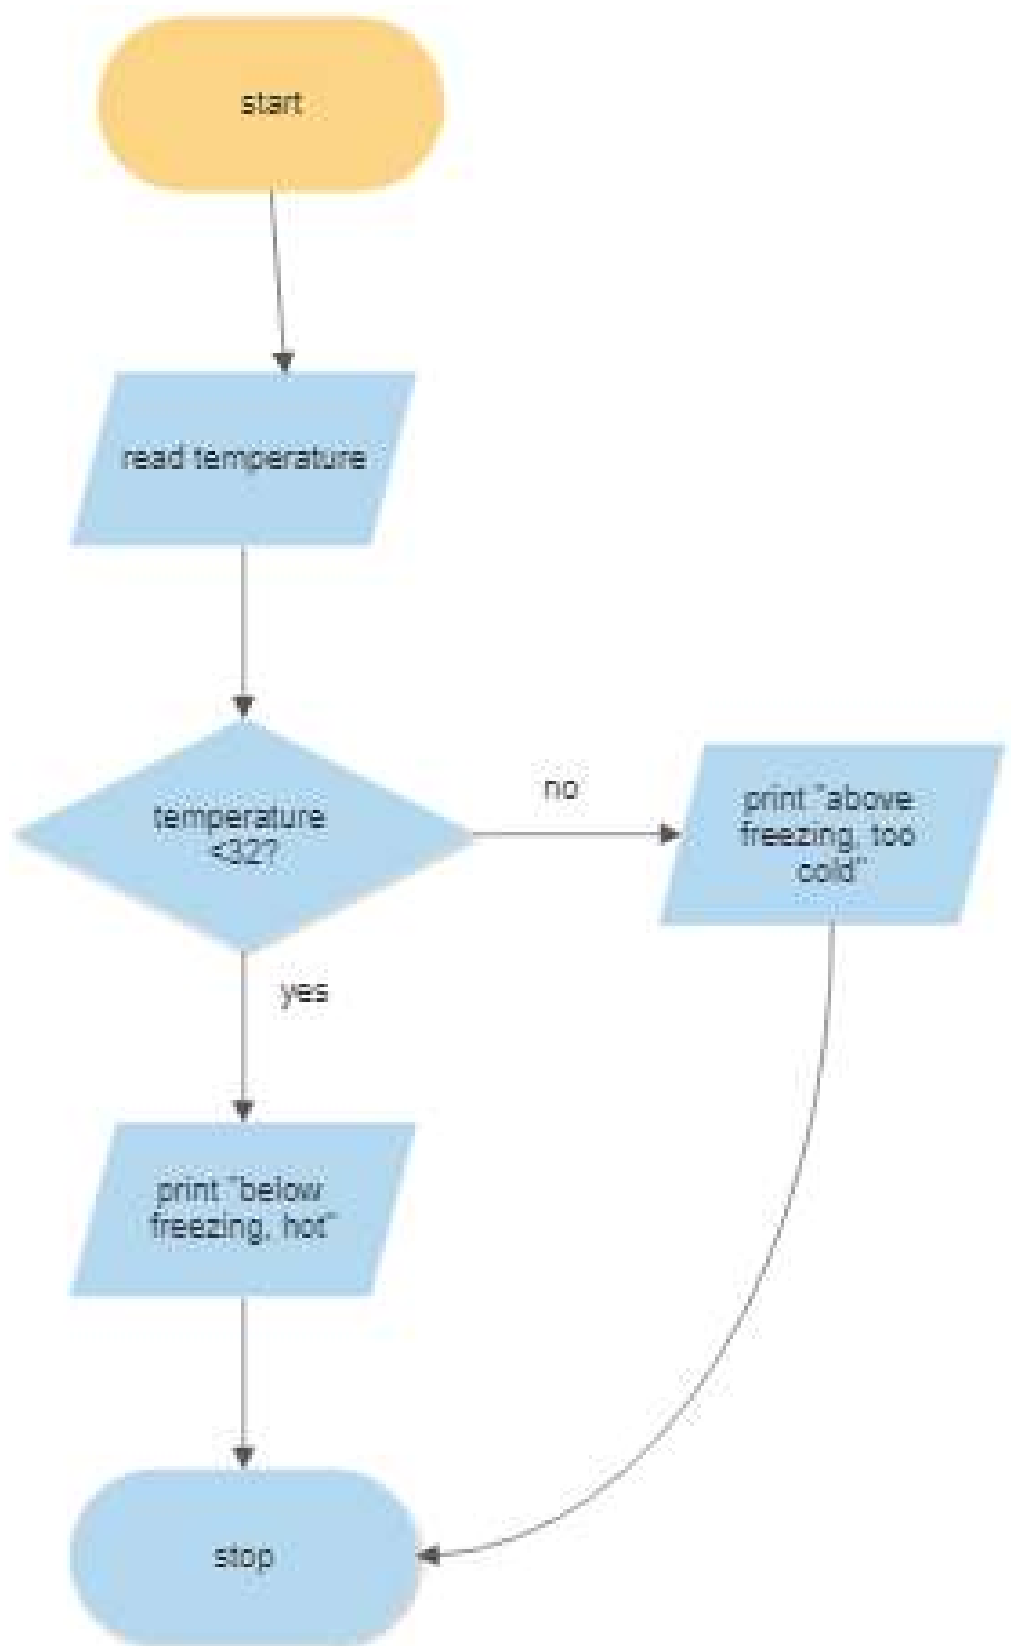 start
read temperature
temperature
<32?
no
print "above
freezing, too
cold"
yes
print "below
freezing, hot"
stop